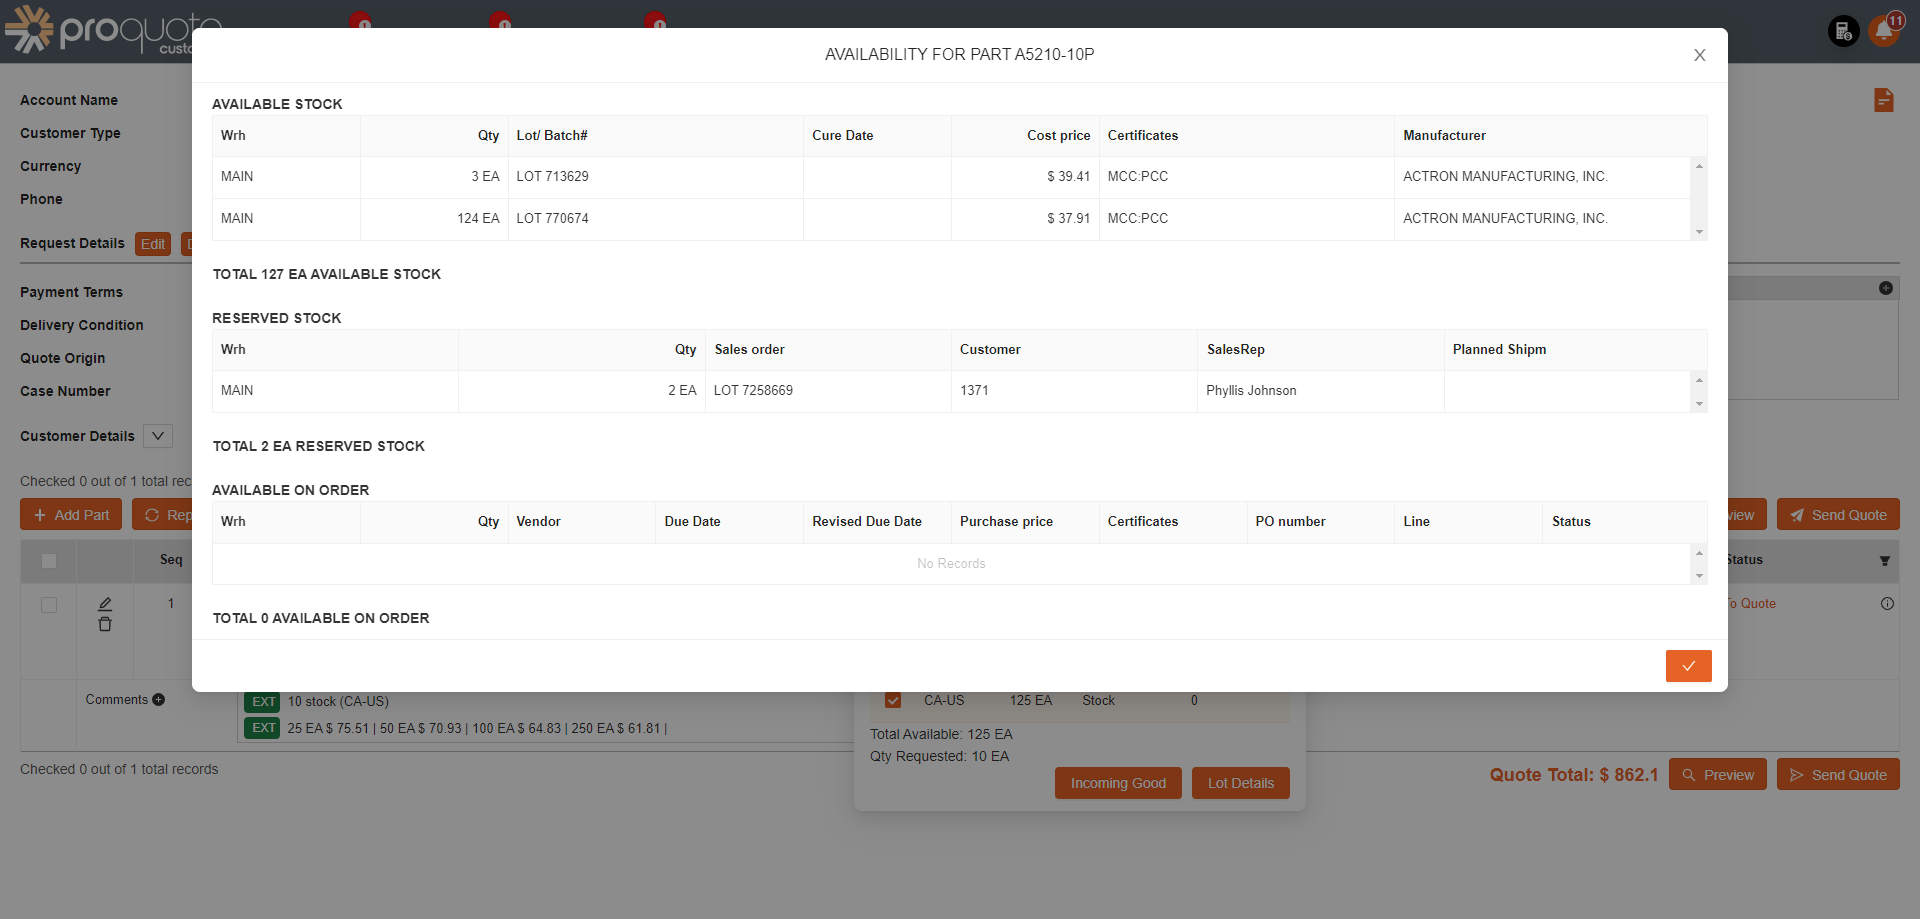 proquote
AVAILABILITY FOR PART A5210-10P
11
Account Name
Customer Type
Currency
Phone
Request Details Edit
Payment Terms
Delivery Condition
Quote Origin
Case Number
Customer Details
Checked 0 out of 1 total rec
Add Part Rep
Seq
1
Comments
AVAILABLE STOCK
Wrh Qty Lot/ Batch# Cure Date Cost price Certificates Manufacturer
MAIN 3 EA LOT 713629 $ 39.41 MCC:PCC ACTRON MANUFACTURING, INC.
MAIN 124 EA LOT 770674 $ 37.91 MCC:PCC ACTRON MANUFACTURING, INC.
TOTAL 127 EA AVAILABLE STOCK
RESERVED STOCK
Wrh Qty Sales order Customer SalesRep Planned Shipm
MAIN 2 EA LOT 7258669 1371 Phyllis Johnson
TOTAL 2 EA RESERVED STOCK
AVAILABLE ON ORDER
Wrh Qty Vendor Due Date Revised Due Date Purchase price Certificates PO number Line Status
No Records
TOTAL 0 AVAILABLE ON ORDER
Send Quote
Status
To Quote
EXT 10 stock (CA-US)
EXT 25 EA $ 75.51 | 50 EA $ 70.93 | 100 EA $ 64.83 | 250 EA $ 61.81 |
CA-US 125 EA Stock 0
Total Available: 125 EA
Qty Requested: 10 EA
Incoming Good Lot Details
Checked 0 out of 1 total records
Quote Total: $ 862.1 Preview Send Quote